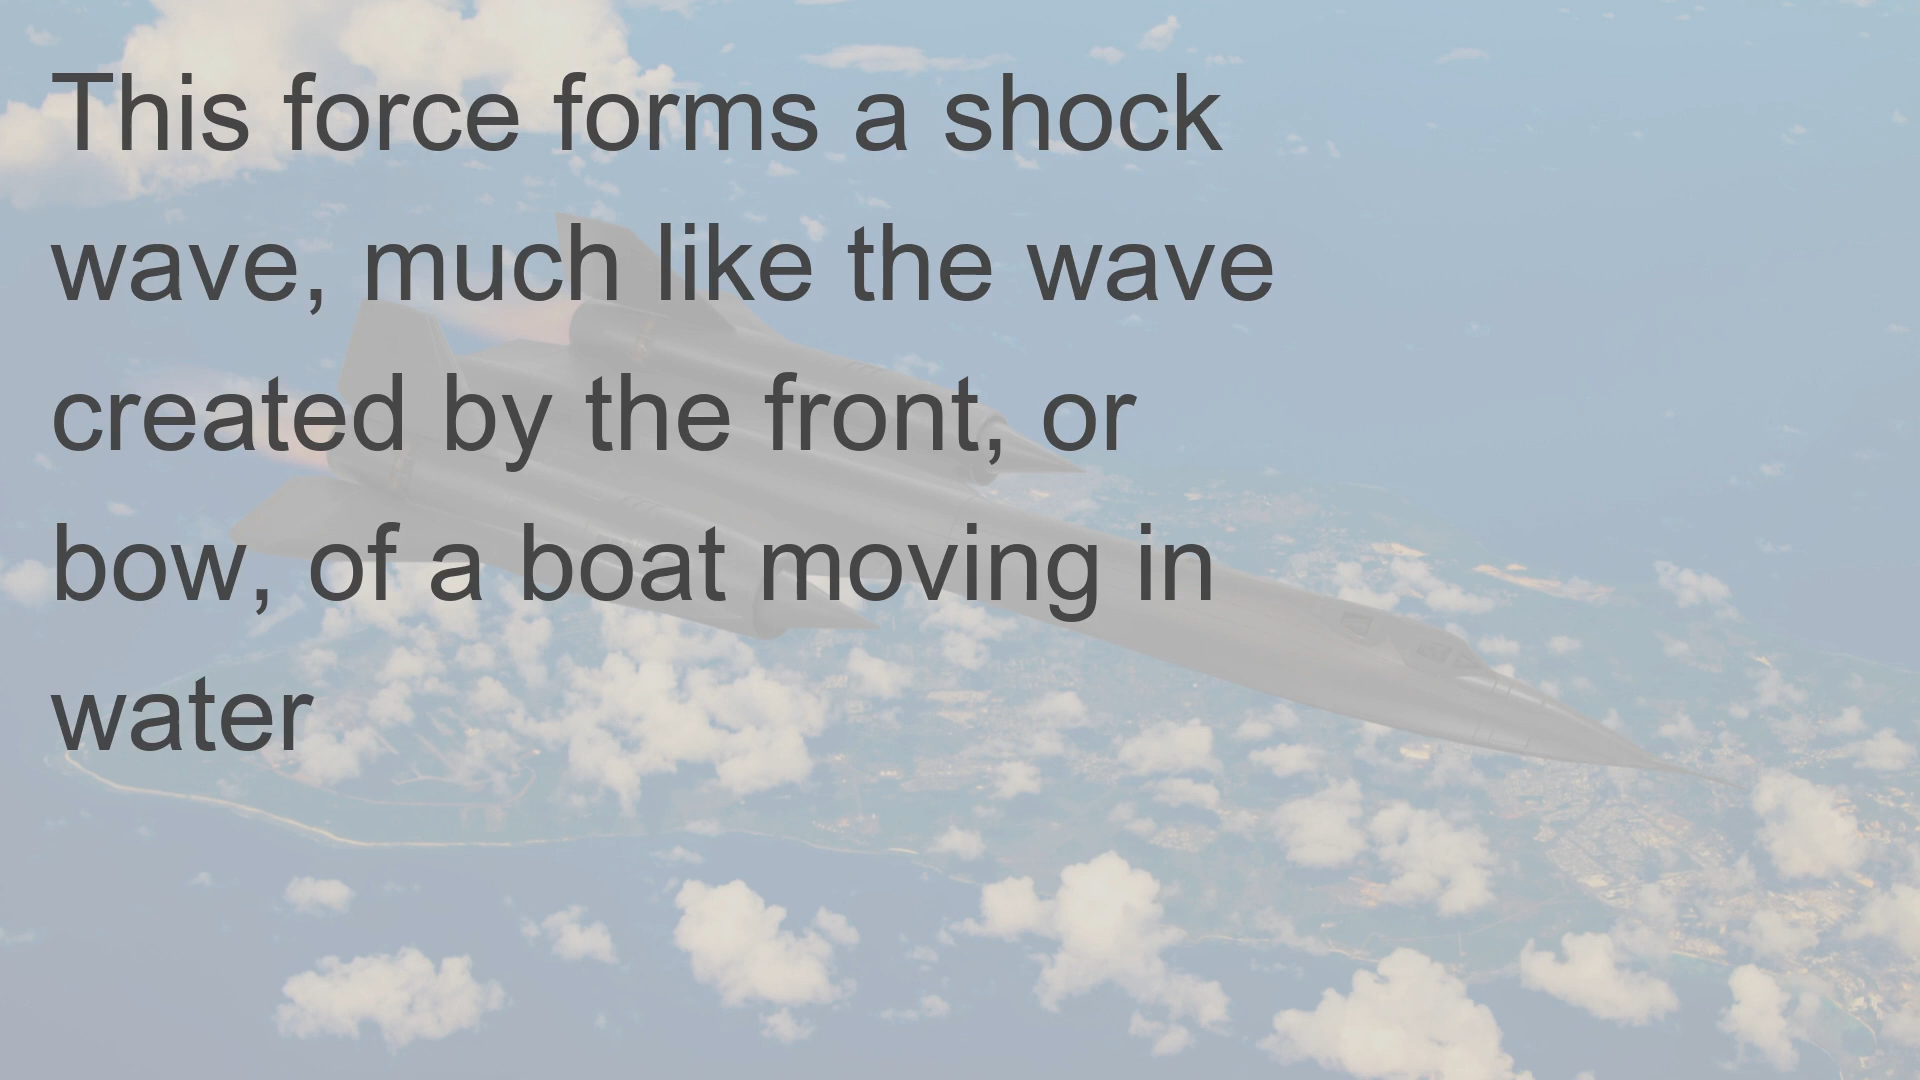 This force forms a shock
wave, much like the wave
created by the front, or
bow, of a boat moving in
water